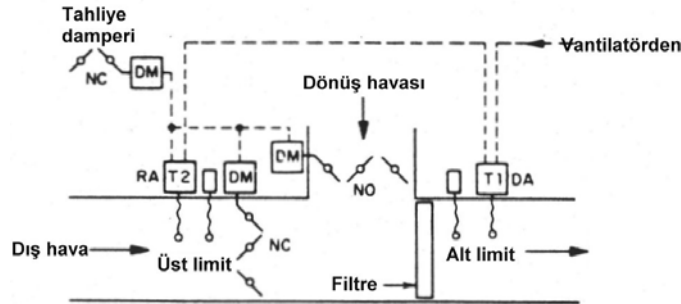 Tahliye
damperi
NC
DM
Vantilatörden
Dönüş havası
DM
RA
T2
DM
NO
T1
DA
Dış hava
Üst limit
NC
Filtre
Alt limit